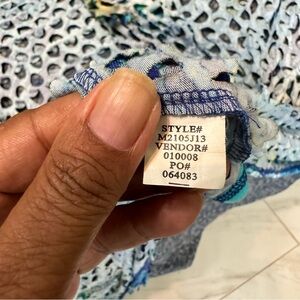 STYLE#
M2105J13
VENDOR#
010008
PO#
064083